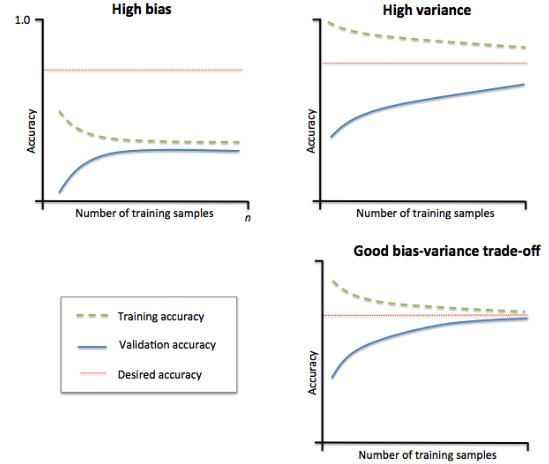 High bias
1.0
Accuracy
Number of training samples
n
High variance
Accuracy
Number of training samples
Good bias-variance trade-off
Accuracy
Number of training samples
Training accuracy
Validation accuracy
Desired accuracy